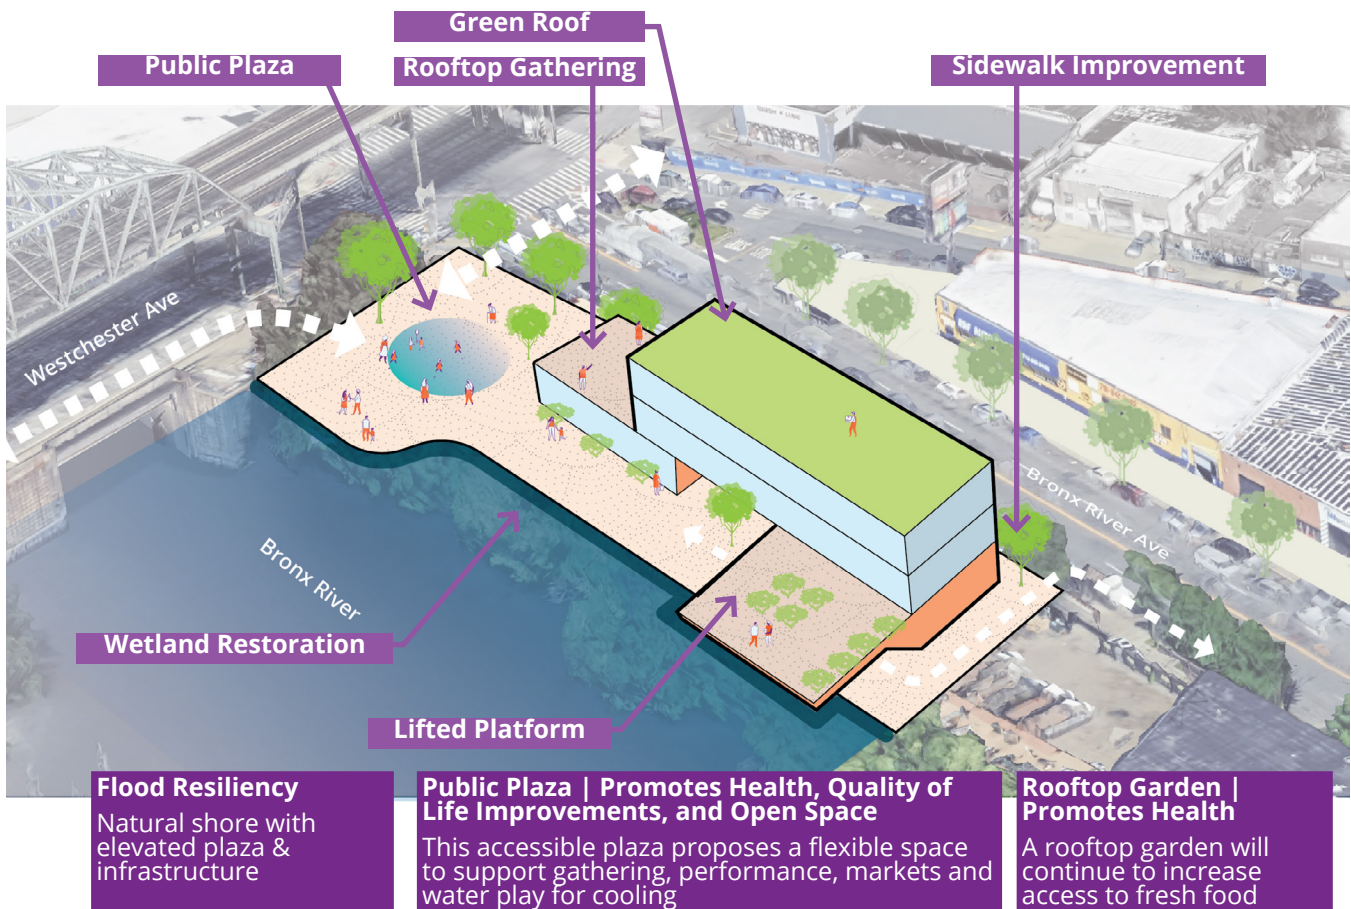 Green Roof
Public Plaza
Rooftop Gathering
Sidewalk Improvement
Westchester Ave
Bronx River Ave
Bronx River
Wetland Restoration
Lifted Platform
Flood Resiliency
Natural shore with
elevated plaza &
infrastructure
Public Plaza | Promotes Health, Quality of
Life Improvements, and Open Space
This accessible plaza proposes a flexible space
to support gathering, performance, markets and
water play for cooling
Rooftop Garden |
Promotes Health
A rooftop garden will
continue to increase
access to fresh food